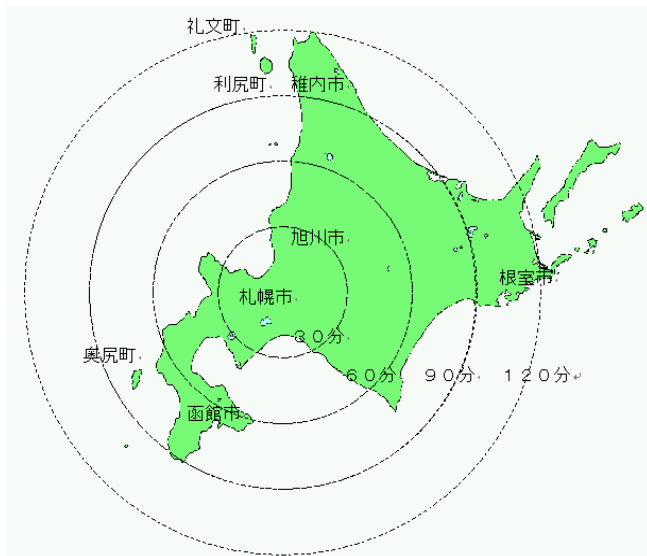 礼文町
利尻町
稚内市
旭川市
札幌市
根室市
３０分
奥尻町
６０分
９０分
１２０分
函館市